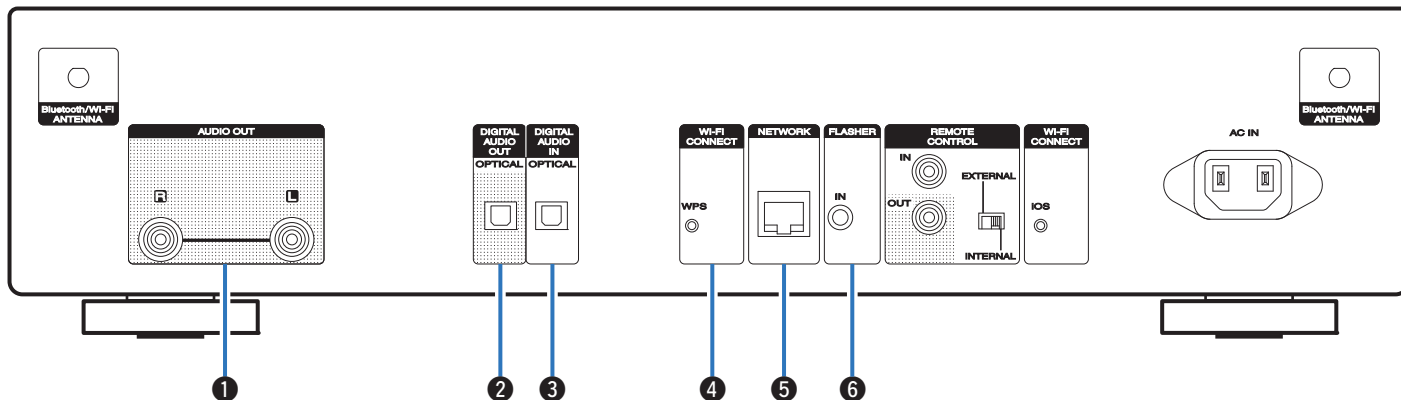 Bluetooth/Wi-Fi
ANTENNA
AUDIO OUT
R
L
DIGITAL
AUDIO
OUT
OPTICAL
DIGITAL
AUDIO
IN
OPTICAL
WI-FI
CONNECT
WPS
NETWORK
FLASHER
IN
REMOTE
CONTROL
IN
OUT
EXTERNAL
INTERNAL
WI-FI
CONNECT
IOS
AC IN
Bluetooth/Wi-Fi
ANTENNA
1 2 3 4 5 6